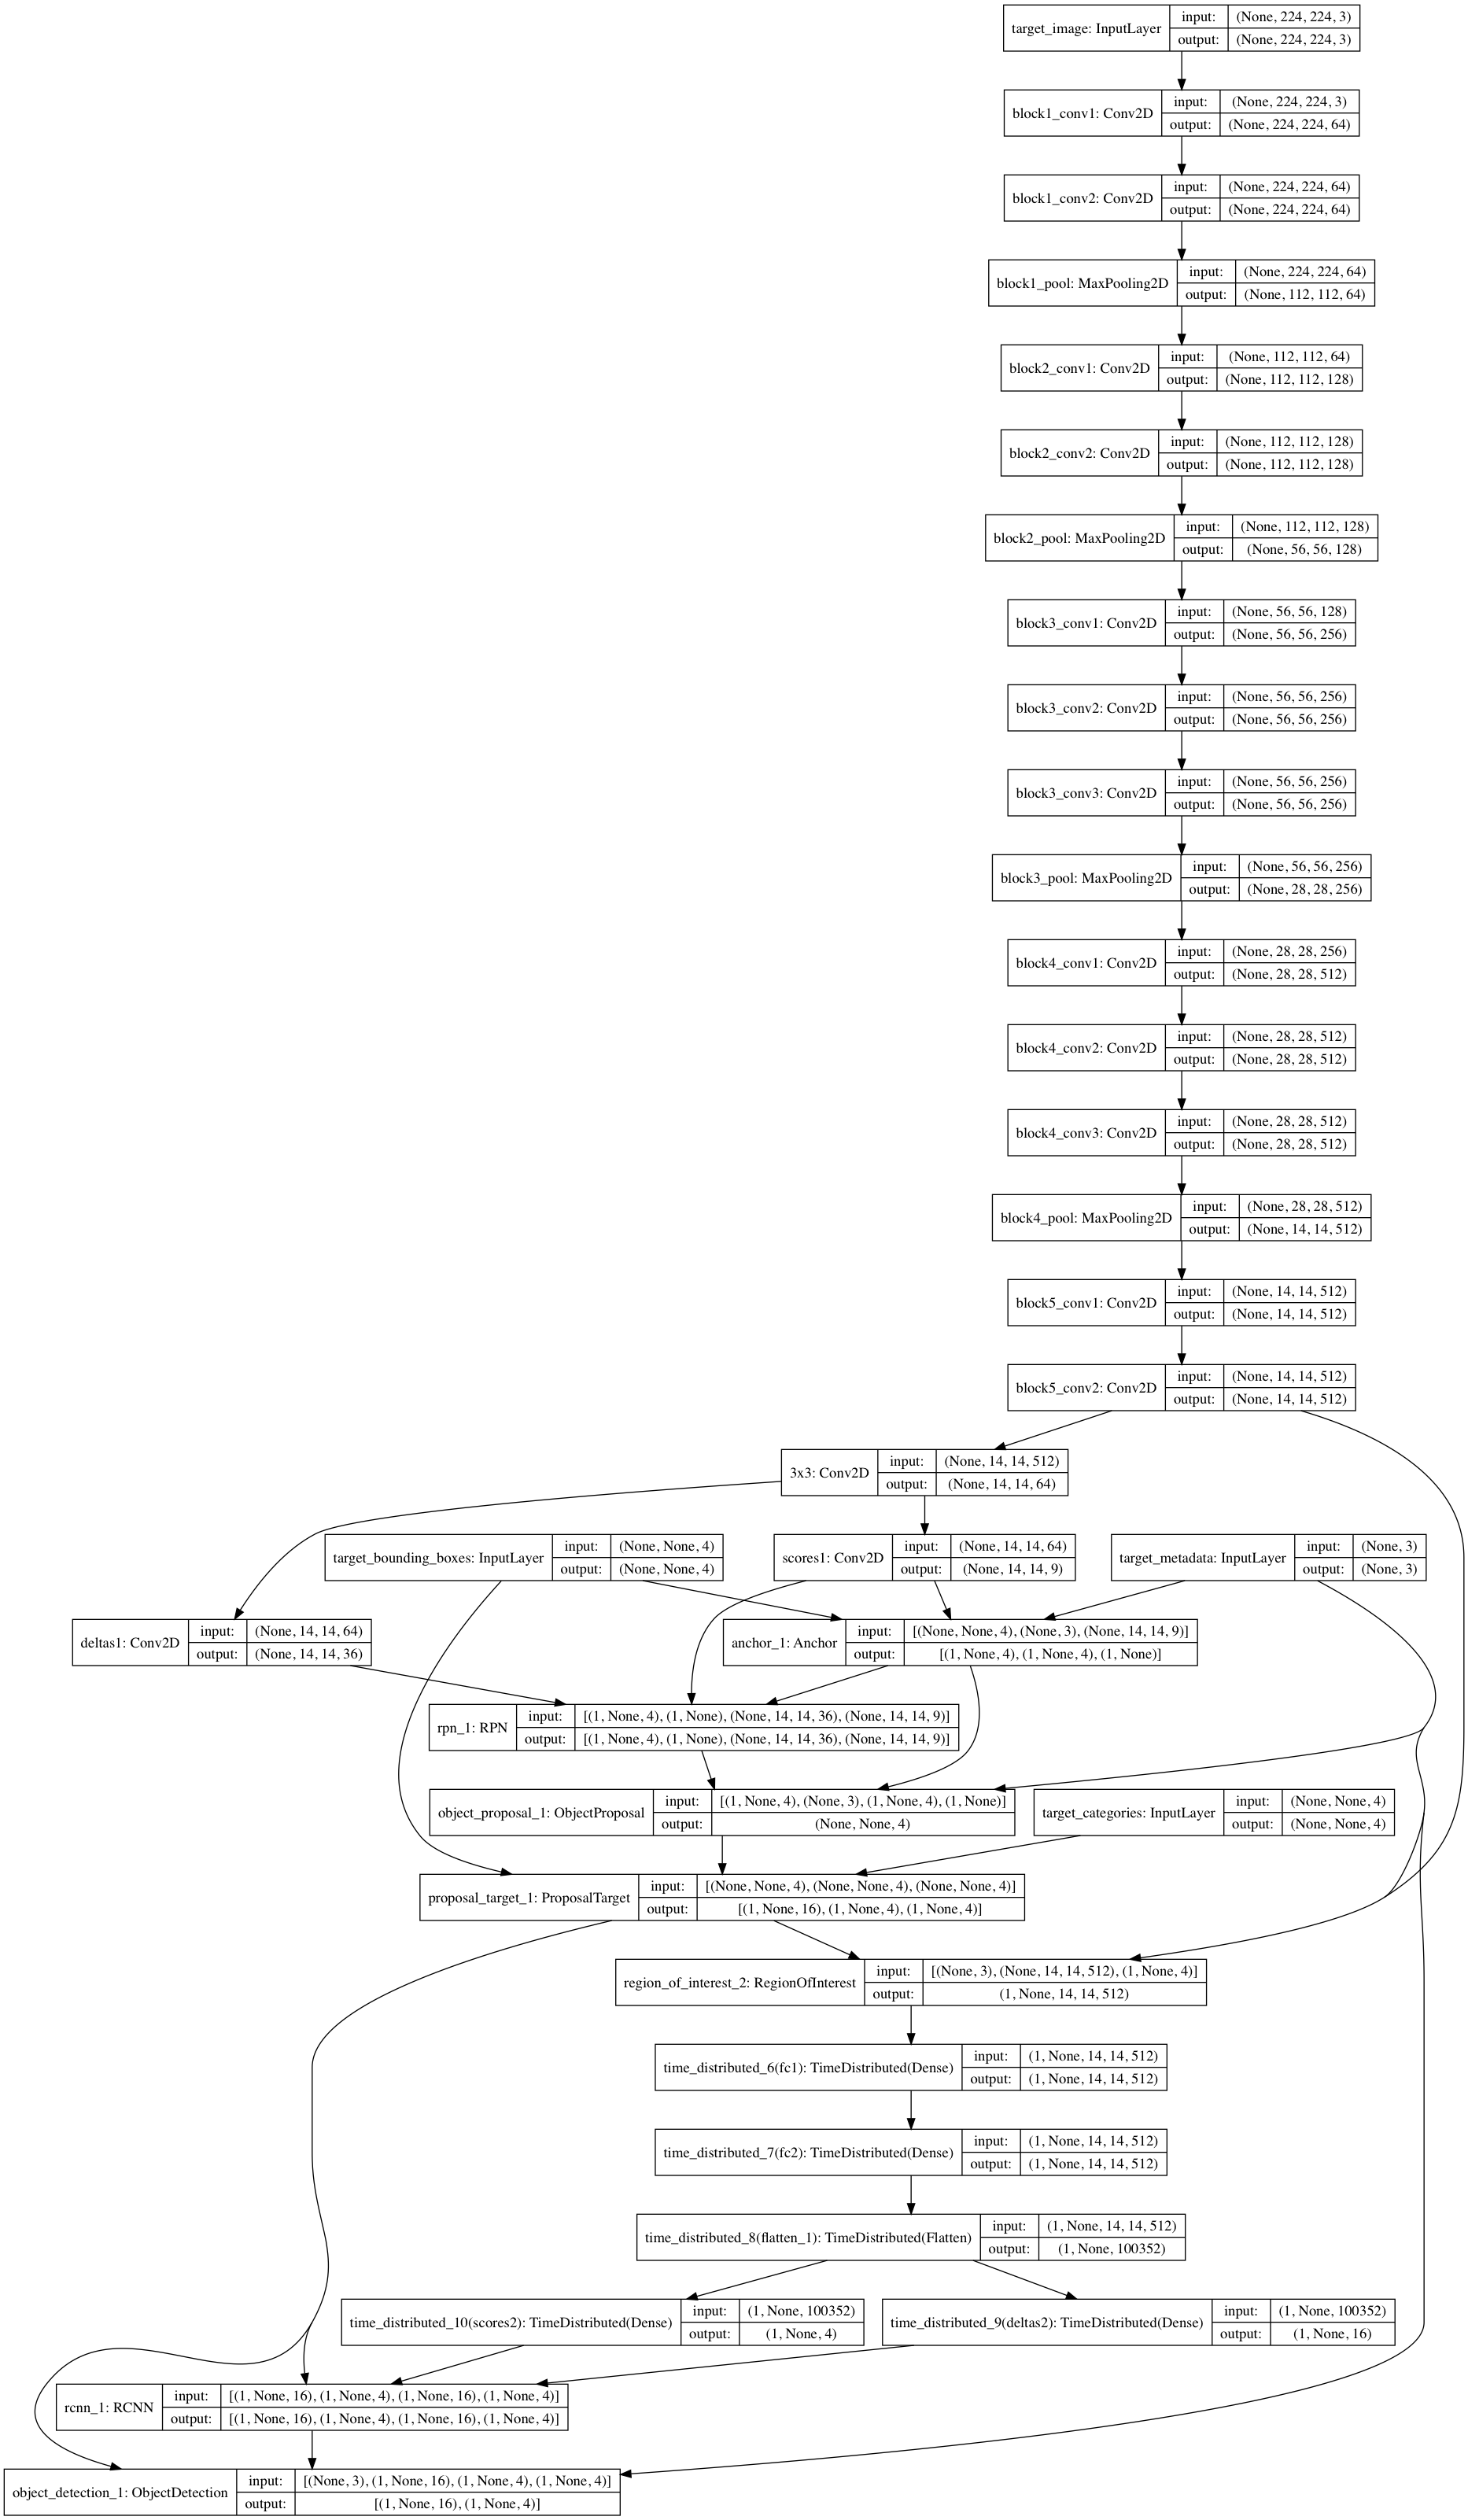 target_image: InputLayer
input: (None, 224, 224, 3)
output: (None, 224, 224, 3)
block1_conv1: Conv2D
input: (None, 224, 224, 3)
output: (None, 224, 224, 64)
block1_conv2: Conv2D
input: (None, 224, 224, 64)
output: (None, 224, 224, 64)
block1_pool: MaxPooling2D
input: (None, 224, 224, 64)
output: (None, 112, 112, 64)
block2_conv1: Conv2D
input: (None, 112, 112, 64)
output: (None, 112, 112, 128)
block2_conv2: Conv2D
input: (None, 112, 112, 128)
output: (None, 112, 112, 128)
block2_pool: MaxPooling2D
input: (None, 112, 112, 128)
output: (None, 56, 56, 128)
block3_conv1: Conv2D
input: (None, 56, 56, 128)
output: (None, 56, 56, 256)
block3_conv2: Conv2D
input: (None, 56, 56, 256)
output: (None, 56, 56, 256)
block3_conv3: Conv2D
input: (None, 56, 56, 256)
output: (None, 56, 56, 256)
block3_pool: MaxPooling2D
input: (None, 56, 56, 256)
output: (None, 28, 28, 256)
block4_conv1: Conv2D
input: (None, 28, 28, 256)
output: (None, 28, 28, 512)
block4_conv2: Conv2D
input: (None, 28, 28, 512)
output: (None, 28, 28, 512)
block4_conv3: Conv2D
input: (None, 28, 28, 512)
output: (None, 28, 28, 512)
block4_pool: MaxPooling2D
input: (None, 28, 28, 512)
output: (None, 14, 14, 512)
block5_conv1: Conv2D
input: (None, 14, 14, 512)
output: (None, 14, 14, 512)
block5_conv2: Conv2D
input: (None, 14, 14, 512)
output: (None, 14, 14, 512)
3x3: Conv2D
input: (None, 14, 14, 512)
output: (None, 14, 14, 64)
target_bounding_boxes: InputLayer
input: (None, None, 4)
output: (None, None, 4)
scores1: Conv2D
input: (None, 14, 14, 64)
output: (None, 14, 14, 9)
target_metadata: InputLayer
input: (None, 3)
output: (None, 3)
deltas1: Conv2D
input: (None, 14, 14, 64)
output: (None, 14, 14, 36)
anchor_1: Anchor
input: [(None, None, 4), (None, 3), (None, 14, 14, 9)]
output: [(1, None, 4), (1, None, 4), (1, None)]
rpn_1: RPN
input: [(1, None, 4), (1, None), (None, 14, 14, 36), (None, 14, 14, 9)]
output: [(1, None, 4), (1, None), (None, 14, 14, 36), (None, 14, 14, 9)]
object_proposal_1: ObjectProposal
input: [(1, None, 4), (None, 3), (1, None, 4), (1, None)]
output: (None, None, 4)
target_categories: InputLayer
input: (None, None, 4)
output: (None, None, 4)
proposal_target_1: ProposalTarget
input: [(None, None, 4), (None, None, 4), (None, None, 4)]
output: [(1, None, 16), (1, None, 4), (1, None, 4)]
region_of_interest_2: RegionOfInterest
input: [(None, 3), (None, 14, 14, 512), (1, None, 4)]
output: (1, None, 14, 14, 512)
time_distributed_6(fc1): TimeDistributed(Dense)
input: (1, None, 14, 14, 512)
output: (1, None, 14, 14, 512)
time_distributed_7(fc2): TimeDistributed(Dense)
input: (1, None, 14, 14, 512)
output: (1, None, 14, 14, 512)
time_distributed_8(flatten_1): TimeDistributed(Flatten)
input: (1, None, 14, 14, 512)
output: (1, None, 100352)
time_distributed_10(scores2): TimeDistributed(Dense)
input: (1, None, 100352)
output: (1, None, 4)
time_distributed_9(deltas2): TimeDistributed(Dense)
input: (1, None, 100352)
output: (1, None, 16)
rcnn_1: RCNN
input: [(1, None, 16), (1, None, 4), (1, None, 16), (1, None, 4)]
output: [(1, None, 16), (1, None, 4), (1, None, 16), (1, None, 4)]
object_detection_1: ObjectDetection
input: [(None, 3), (1, None, 16), (1, None, 4), (1, None, 4)]
output: [(1, None, 16), (1, None, 4)]